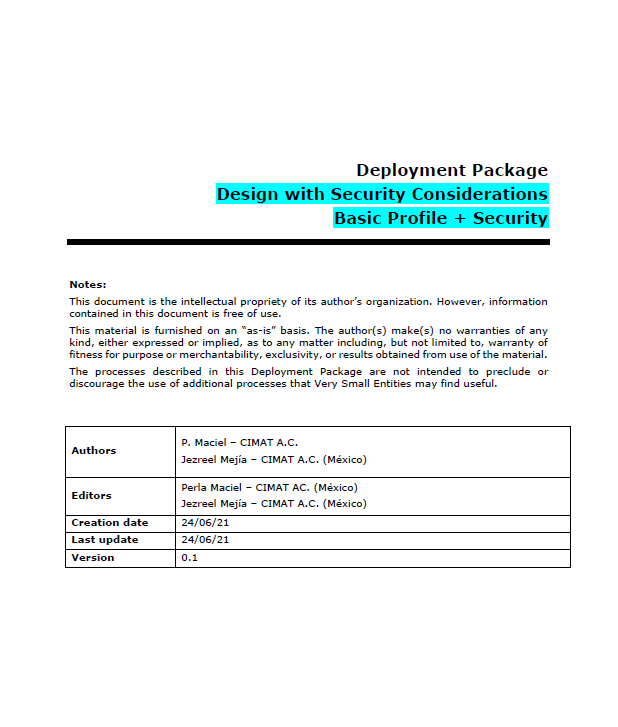 Deployment Package
Design with Security Considerations
Basic Profile + Security
Notes:
This document is the intellectual propriety of its author’s organization. However, information
contained in this document is free of use.
This material is furnished on an “as-is” basis. The author(s) make(s) no warranties of any
kind, either expressed or implied, as to any matter including, but not limited to, warranty of
fitness for purpose or merchantability, exclusivity, or results obtained from use of the material.
The processes described in this Deployment Package are not intended to preclude or
discourage the use of additional processes that Very Small Entities may find useful.
Authors
P. Maciel – CIMAT A.C.
Jezreel Mejía – CIMAT A.C. (México)
Editors
Perla Maciel – CIMAT AC. (México)
Jezreel Mejía – CIMAT A.C. (México)
Creation date 24/06/21
Last update 24/06/21
Version 0.1